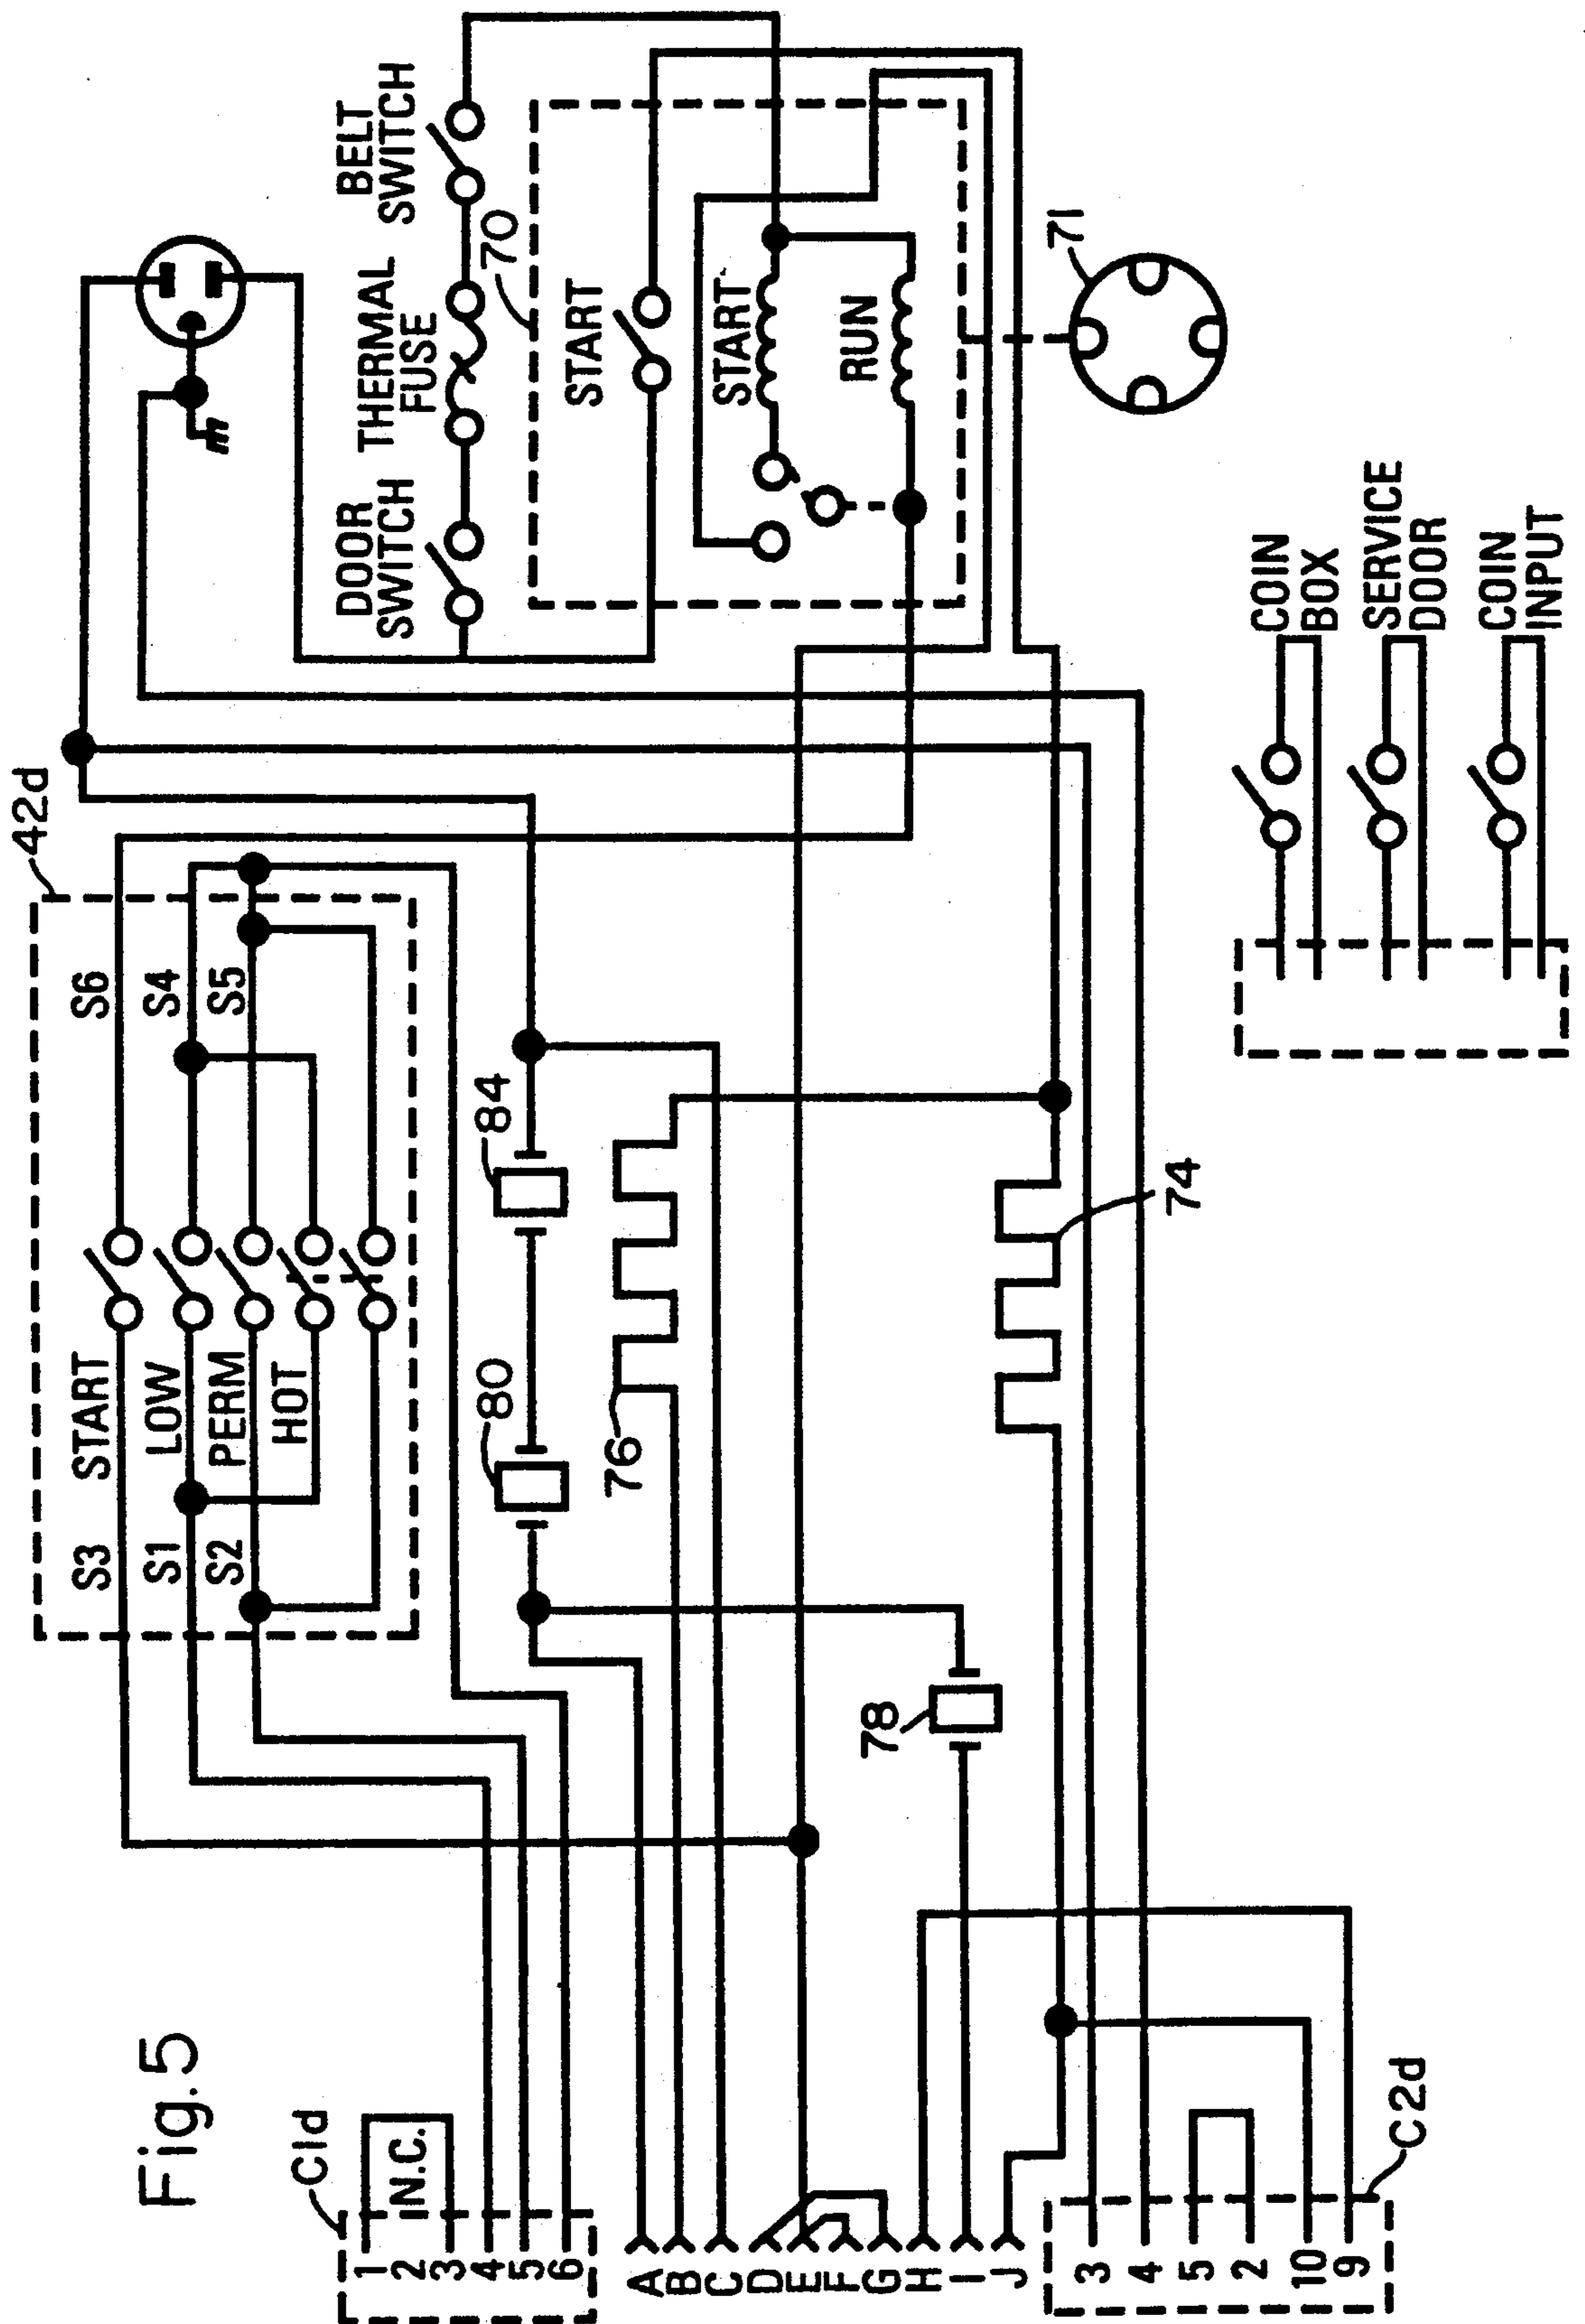 Fig.5
C1d
1
2 N.C.
3
4
5
6
A
B
C
D
E
F
G
H
I
J
3
4
5
2
10
9
C2d
42d
S3 START S6
S1 LOW S4
S2 PERM S5
HOT
80
84
76
78
74
DOOR
SWITCH
THERMAL
FUSE
BELT
SWITCH
70
START
START
RUN
71
COIN
BOX
SERVICE
DOOR
COIN
INPUT